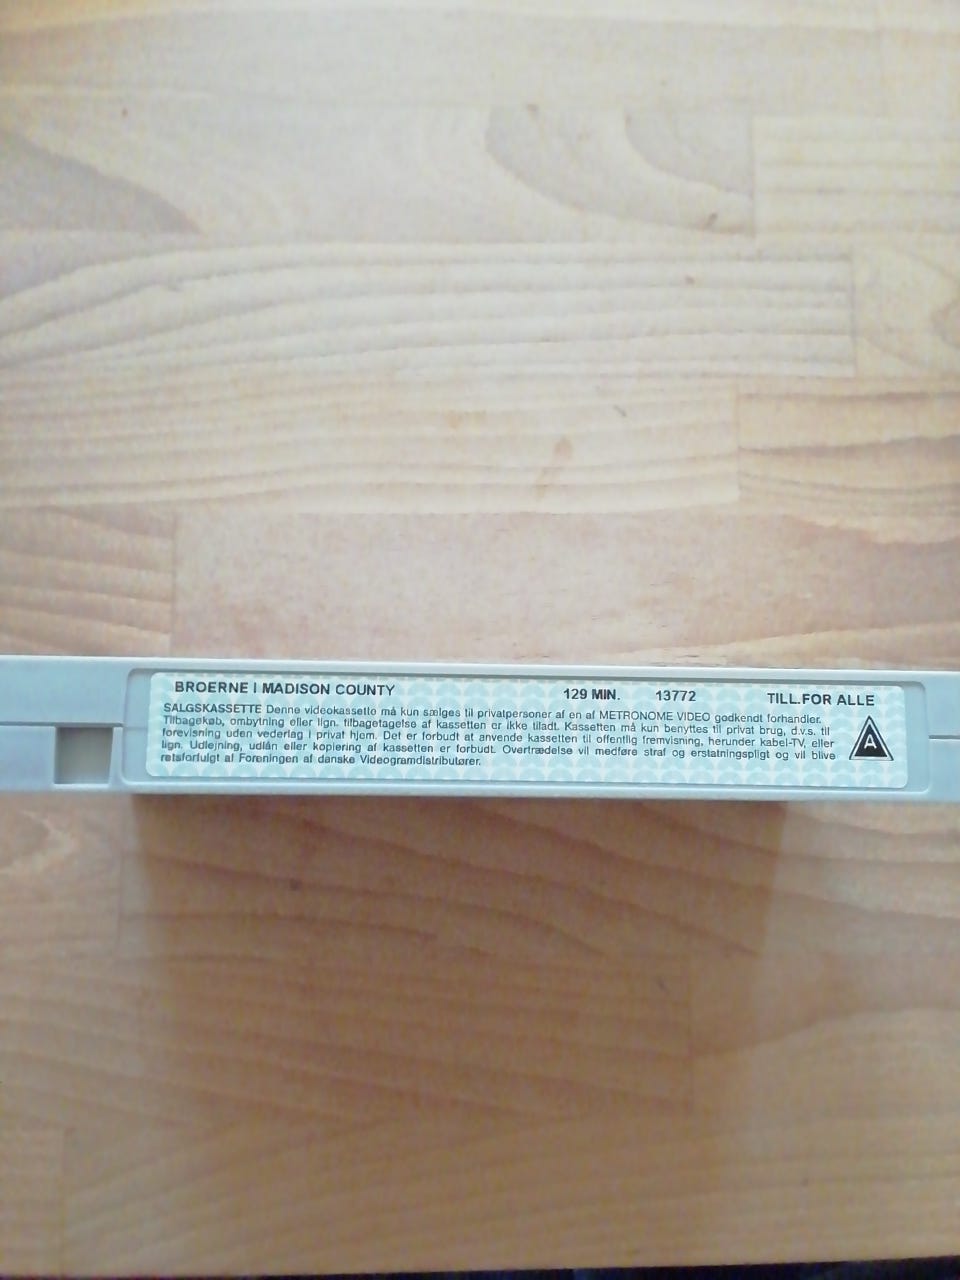 BROERNE I MADISON COUNTY 129 MIN. 13772 TILL.FOR ALLE
SALGSKASSETTE Denne videokassette må kun sælges til privatpersoner af en af METRONOME VIDEO godkendt forhandler.
Tilbagekøb, ombytning eller lign. tilbagetagelse af kassetten er ikke tilladt. Kassetten må kun benyttes til privat brug, d.v.s. til
forevisning uden vederlag i privat hjem. Det er forbudt at anvende kassetten til offentlig fremvisning, herunder kabel-TV, eller
lign. Udlejning, udlån eller kopiering af kassetten er forbudt. Overtrædelse vil medføre straf og erstatningspligt og vil blive
retsforfulgt af Foreningen af danske Videogramdistributører.
A